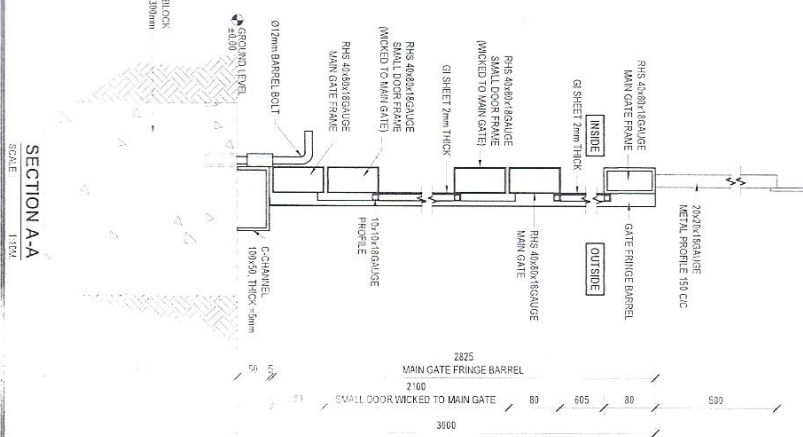 BLOCK
300mm
GROUND LEVEL
±0.00
Ø12mm BARREL BOLT
RHS 40x80x18GAUGE
MAIN GATE FRAME
RHS 40x80x18GAUGE
SMALL DOOR FRAME
(WICKED TO MAIN GATE)
GI SHEET 2mm THICK
RHS 40x80x18GAUGE
SMALL DOOR FRAME
(WICKED TO MAIN GATE)
GI SHEET 2mm THICK
INSIDE
RHS 40x80x18GAUGE
MAIN GATE FRAME
20x20x18GAUGE
METAL PROFILE 150 C/C
GATE FRINGE BARREL
OUTSIDE
RHS 40x80x18GAUGE
MAIN GATE
10x10x18GAUGE
PROFILE
C-CHANNEL
100x50, THICK =5mm
2825
MAIN GATE FRINGE BARREL
50 5
2100
SMALL DOOR WICKED TO MAIN GATE
80 605 80 500
3000
SECTION A-A
SCALE